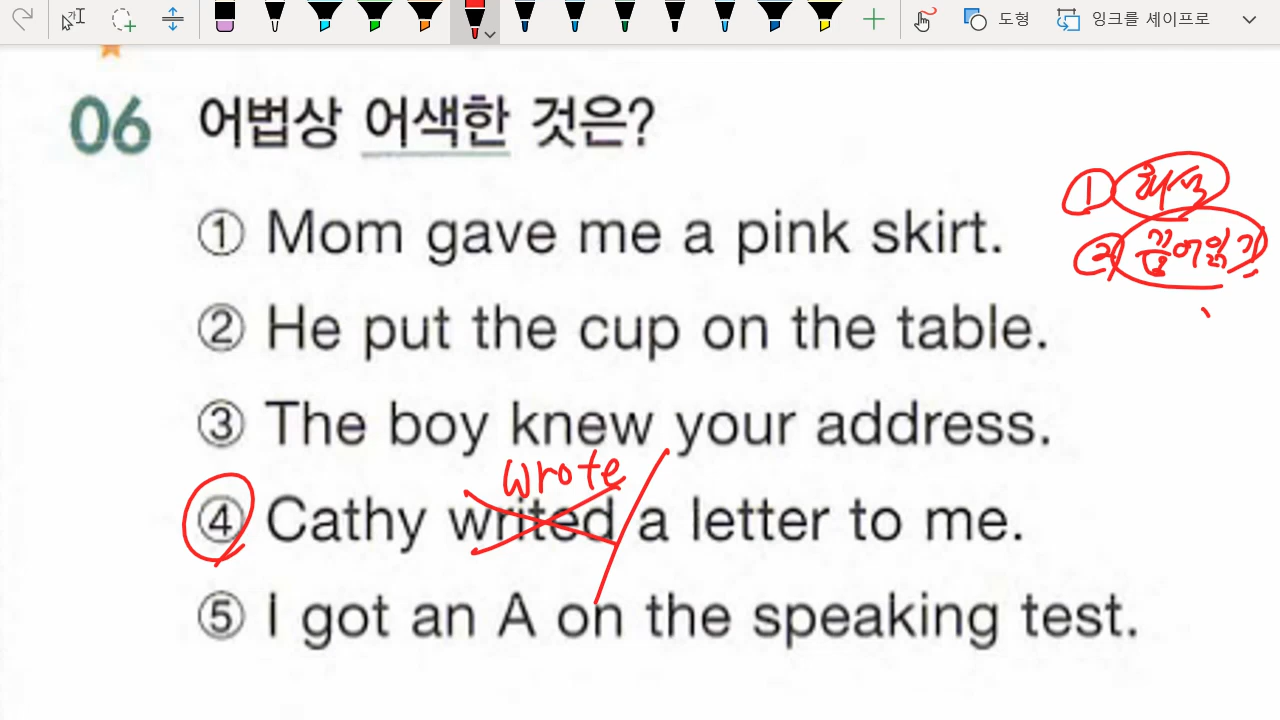 도형
잉크를 셰이프로
06 어법상 어색한 것은?
① Mom gave me a pink skirt.
② He put the cup on the table.
③ The boy knew your address.
wrote
④ Cathy writed a letter to me.
⑤ I got an A on the speaking test.
① 해석
② 끊어읽기